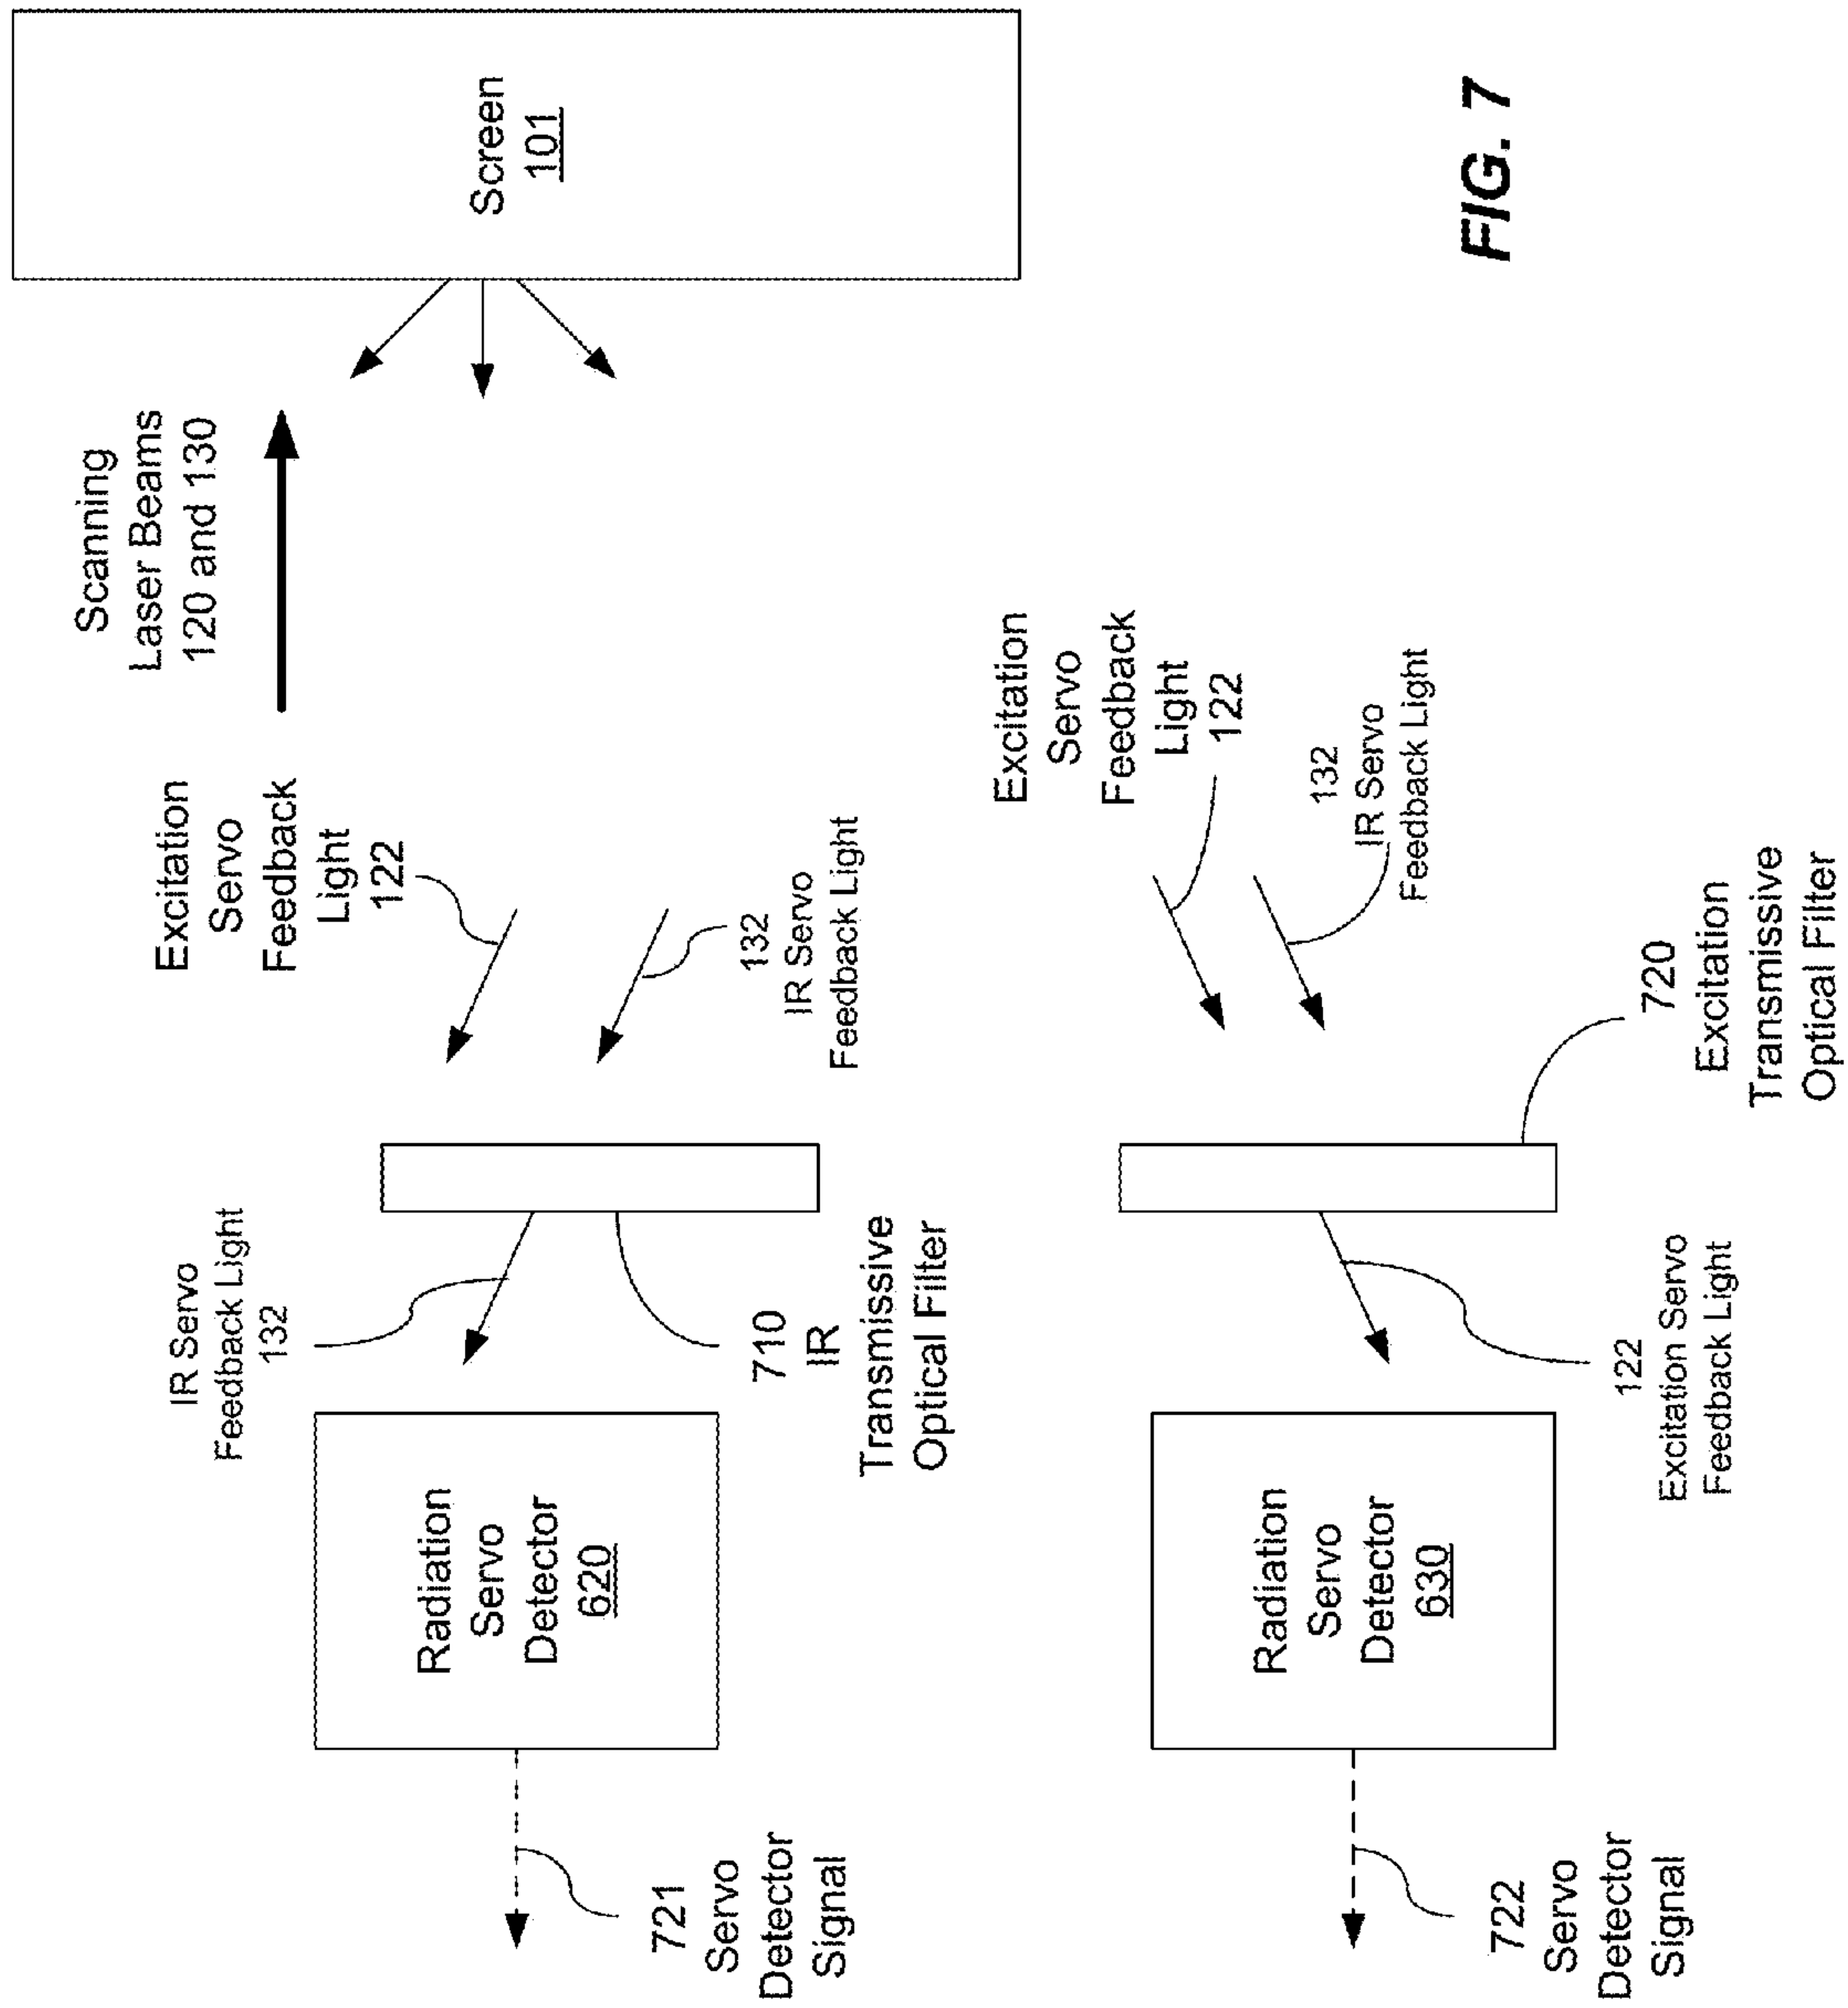 Scanning
Laser Beams
120 and 130
Screen
101
Excitation
Servo
Feedback
Light
122
132
IR Servo
Feedback Light
IR Servo
Feedback Light
132
710
IR
Transmissive
Optical Filter
Radiation
Servo
Detector
620
721
Servo
Detector
Signal
Excitation
Servo
Feedback
Light
122
132
IR Servo
Feedback Light
720
Excitation
Transmissive
Optical Filter
122
Excitation Servo
Feedback Light
Radiation
Servo
Detector
630
722
Servo
Detector
Signal
FIG. 7